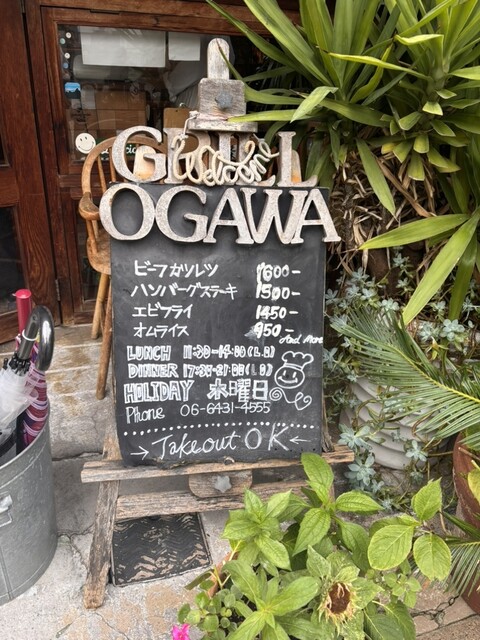 GRILL
Welcome
OGAWA
ビーフカツレツ 1600-
ハンバーグステーキ 1500-
エビフライ 1450-
オムライス 950-
And More
LUNCH 11:30-14:00(L.O)
DINNER 17:30-21:00(L.O)
HOLIDAY 水曜日
Phone 06-6431-4555
→ Takeout OK ←